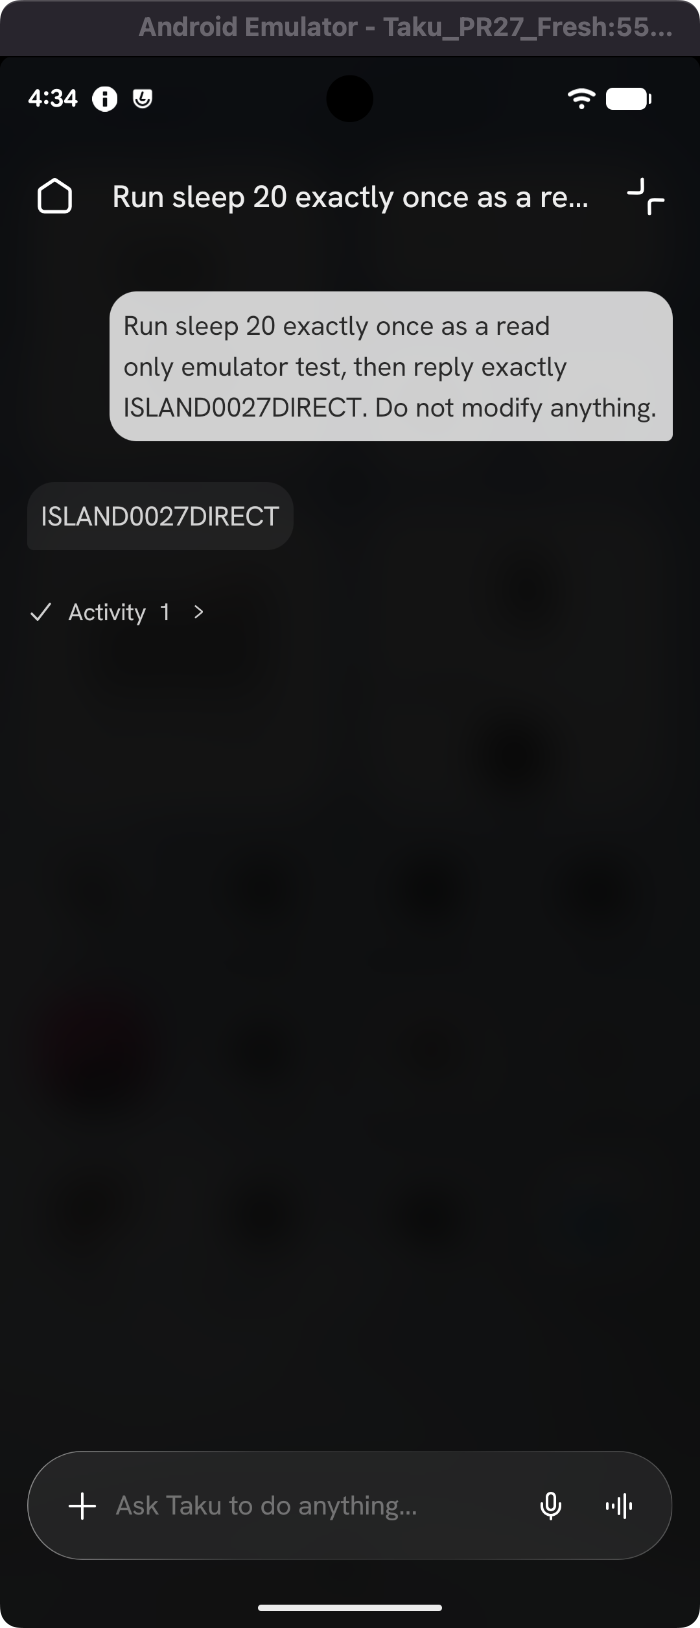 Android Emulator - Taku_PR27_Fresh:55...
4:34
Run sleep 20 exactly once as a re...
Run sleep 20 exactly once as a read
only emulator test, then reply exactly
ISLAND0027DIRECT. Do not modify anything.
ISLAND0027DIRECT
Activity 1
Ask Taku to do anything...